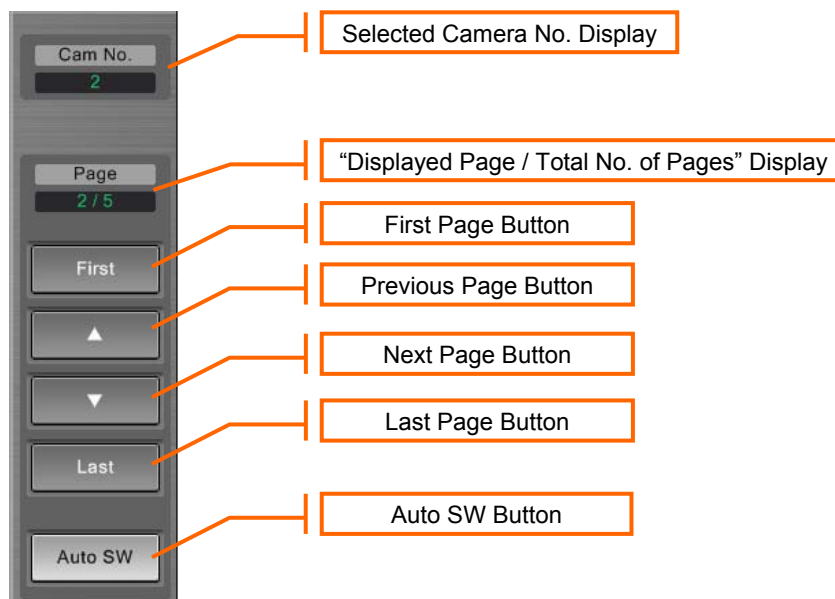 Cam No.
2
Selected Camera No. Display
Page
2 / 5
“Displayed Page / Total No. of Pages” Display
First
First Page Button
▲
Previous Page Button
▼
Next Page Button
Last
Last Page Button
Auto SW
Auto SW Button